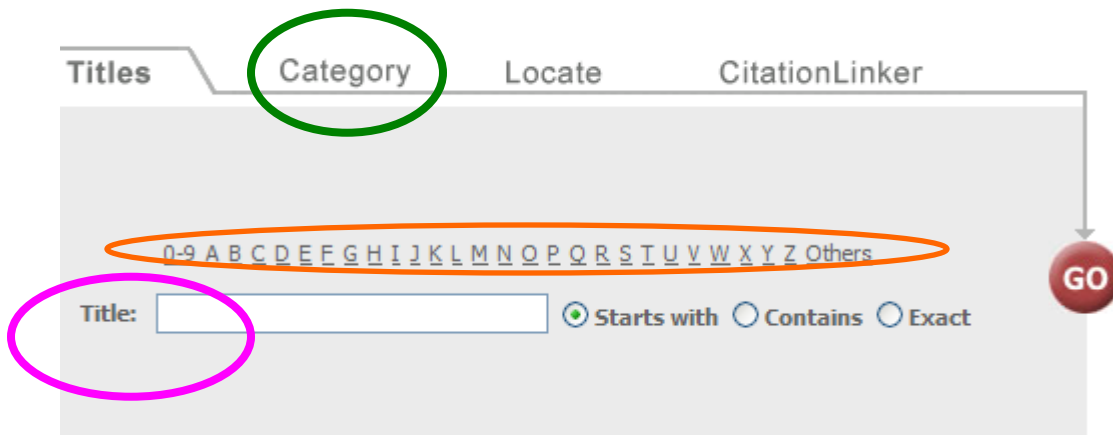 Titles Category Locate CitationLinker
0-9 A B C D E F G H I J K L M N O P Q R S T U V W X Y Z Others
GO
Title: Starts with Contains Exact